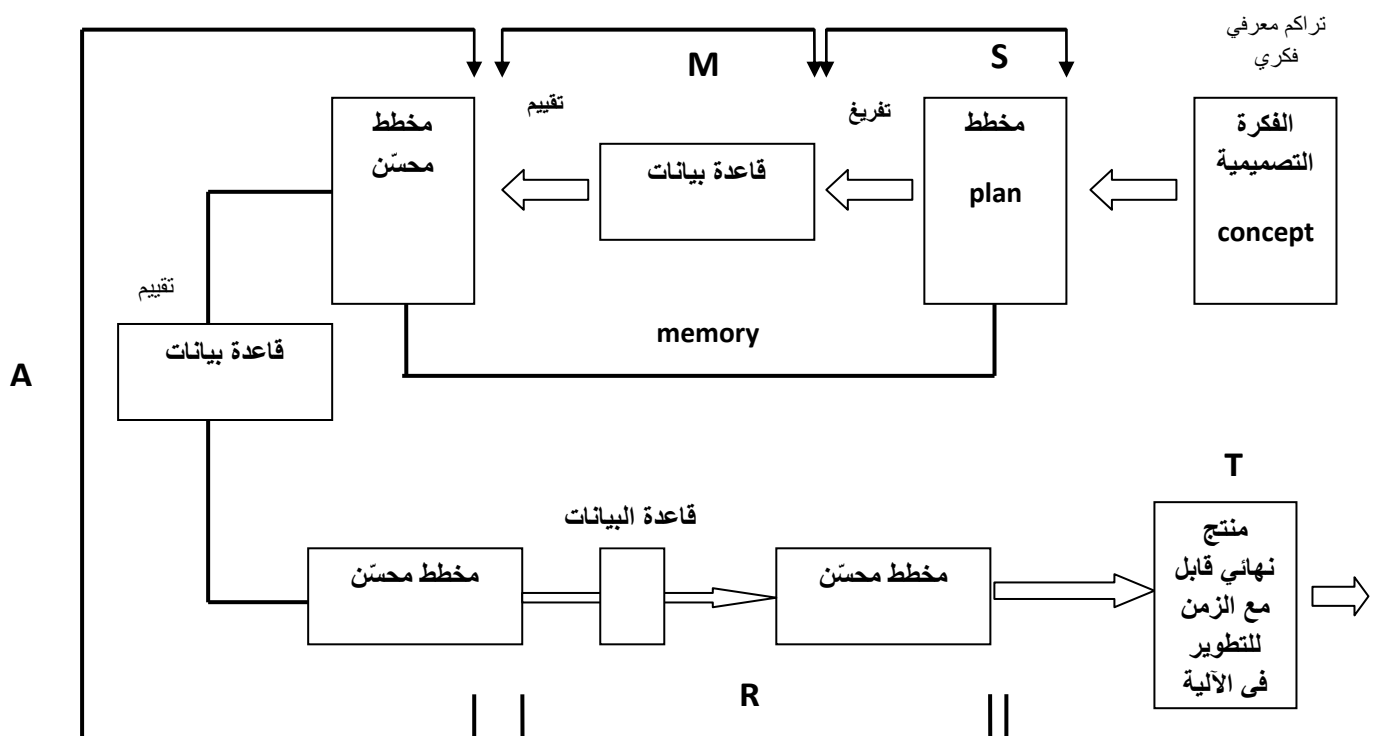 تراكم معرفي
فكري
S
M
الفكرة
التصميمية
concept
مخطط
plan
تفريغ
قاعدة بيانات
تقييم
مخطط
محسّن
memory
تقييم
قاعدة بيانات
A
مخطط محسّن
قاعدة البيانات
مخطط محسّن
R
T
منتج
نهائي قابل
مع الزمن
للتطوير
في الآلية